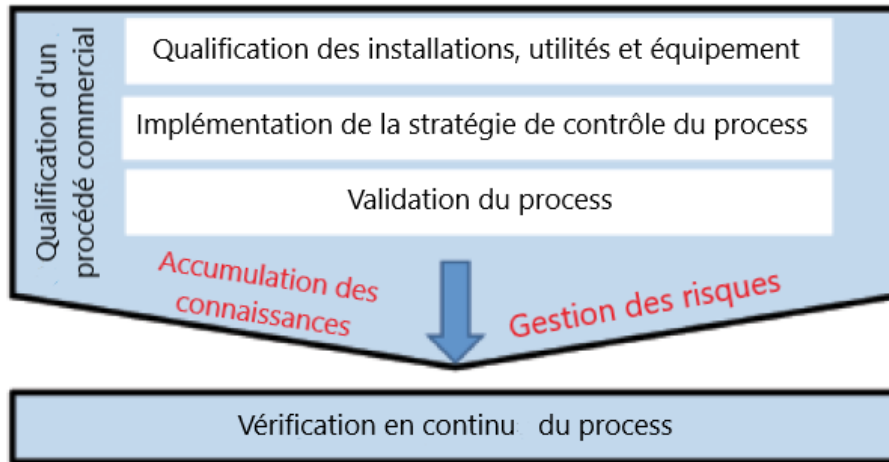 Qualification d'un
procédé commercial
Qualification des installations, utilités et équipement
Implémentation de la stratégie de contrôle du process
Validation du process
Accumulation des
connaissances
Gestion des risques
Vérification en continu du process